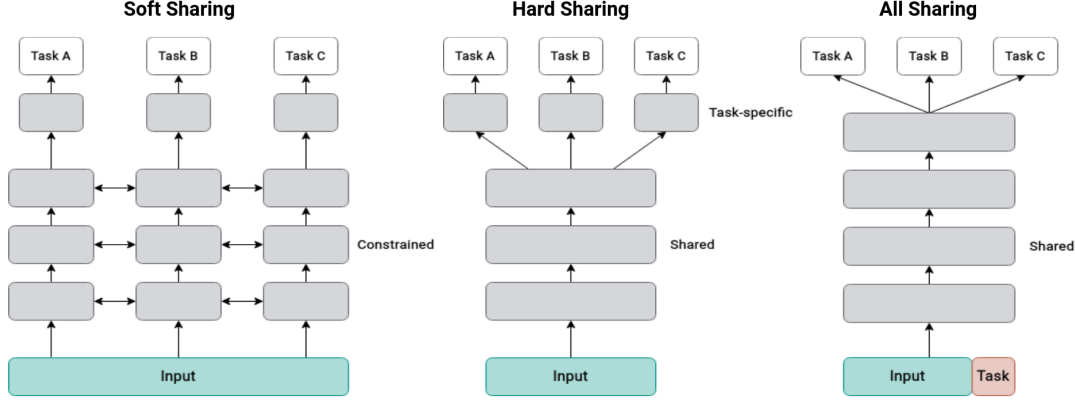 Soft Sharing
Task A
Task B
Task C
Constrained
Input
Hard Sharing
Task A
Task B
Task C
Task-specific
Shared
Input
All Sharing
Task A
Task B
Task C
Shared
Input
Task